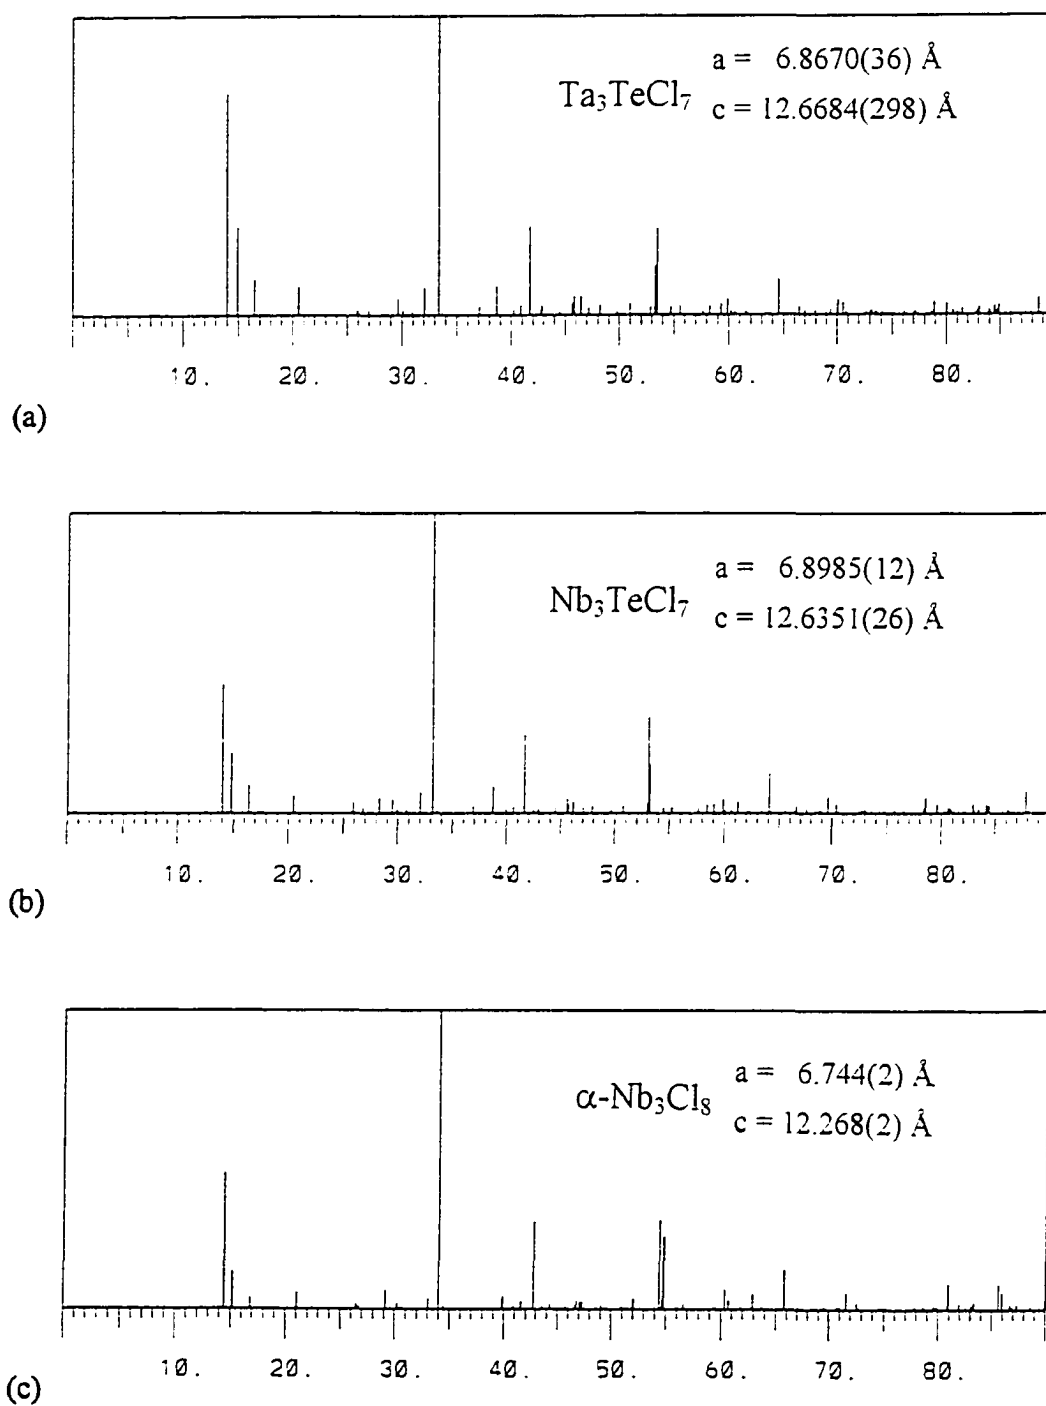 Ta₃TeCl₇
a = 6.8670(36) Å
c = 12.6684(298) Å
10. 20. 30. 40. 50. 60. 70. 80.
(a)
Nb₃TeCl₇
a = 6.8985(12) Å
c = 12.6351(26) Å
10. 20. 30. 40. 50. 60. 70. 80.
(b)
α-Nb₃Cl₈
a = 6.744(2) Å
c = 12.268(2) Å
10. 20. 30. 40. 50. 60. 70. 80.
(c)